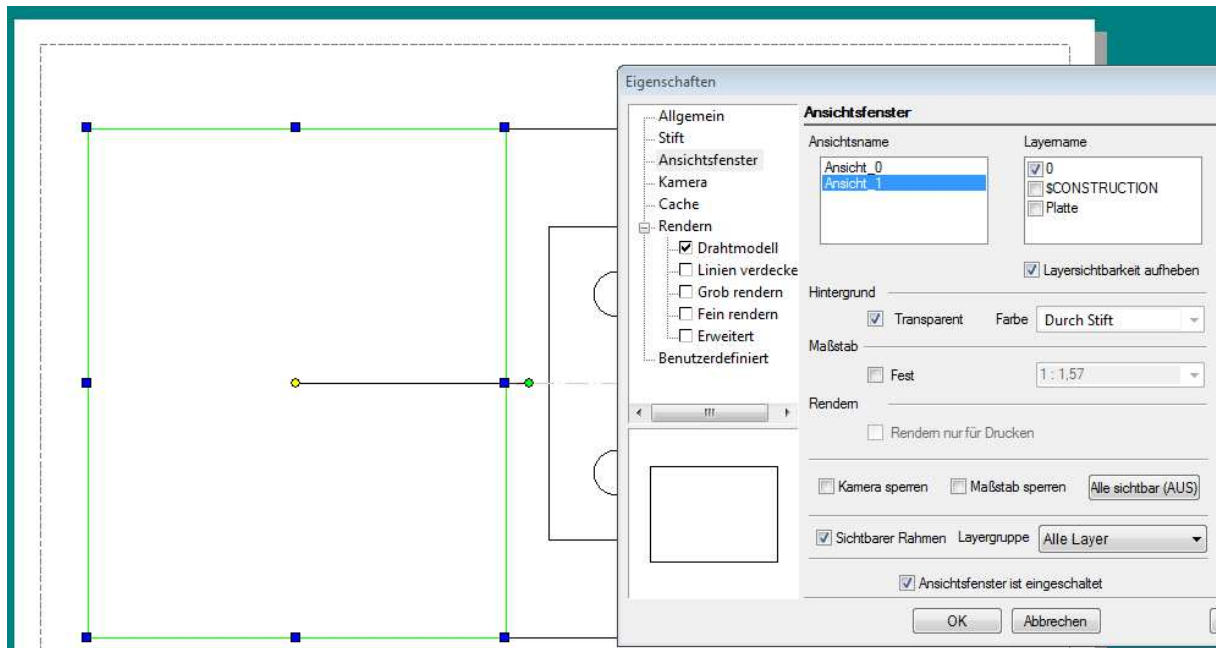 Eigenschaften
Allgemein
Stift
Ansichtsfenster
Kamera
Cache
Rendern
Drahtmodell
Linien verdecke
Grob rendern
Fein rendern
Erweitert
Benutzerdefiniert
Ansichtsfenster
Ansichtsname
Layername
Ansicht_0
Ansicht_1
0
$CONSTRUCTION
Platte
Layersichtbarkeit aufheben
Hintergrund
Transparent Farbe Durch Stift
Maßstab
Fest 1 : 1,57
Rendern
Rendern nur für Drucken
Kamera sperren Maßstab sperren Alle sichtbar (AUS)
Sichtbarer Rahmen Layergruppe Alle Layer
Ansichtsfenster ist eingeschaltet
OK Abbrechen